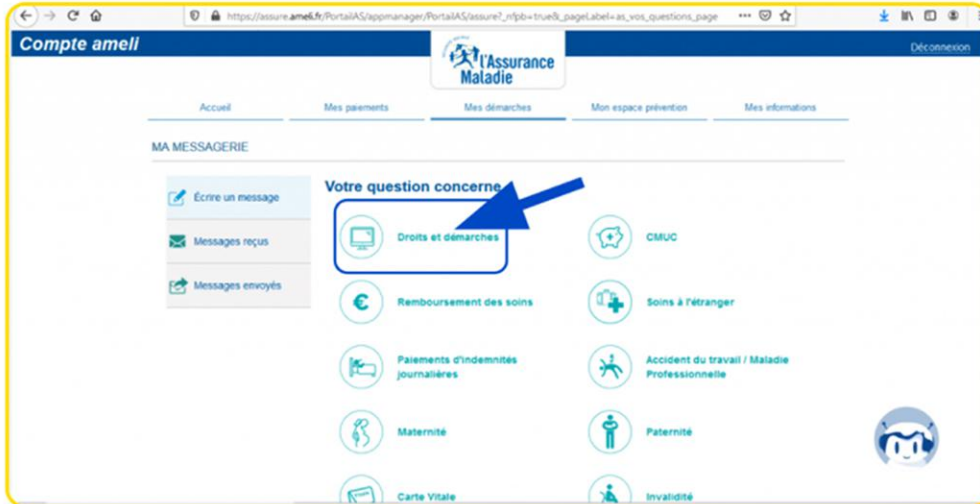 https://assure.ameli.fr/PortailAS/appmanager/PortailAS/assure?_nfpb=true&_pageLabel=as_vos_questions_page
Compte ameli
l'Assurance
Maladie
Déconnexion
Accueil
Mes paiements
Mes démarches
Mon espace prévention
Mes informations
MA MESSAGERIE
Écrire un message
Messages reçus
Messages envoyés
Votre question concerne
Droits et démarches
CMUC
Remboursement des soins
Soins à l'étranger
Paiements d'indemnités
journalières
Accident du travail / Maladie
Professionnelle
Maternité
Paternité
Carte Vitale
Invalidité